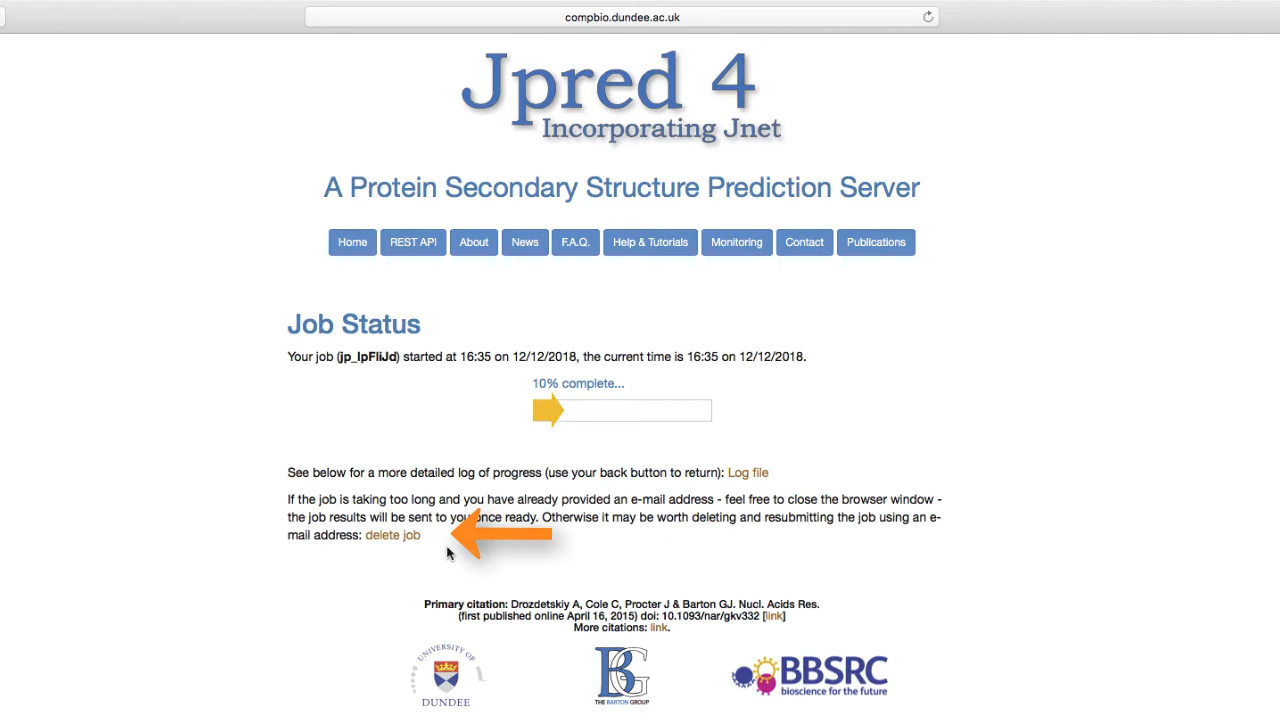 compbio.dundee.ac.uk
Jpred 4
Incorporating Jnet
A Protein Secondary Structure Prediction Server
Home REST API About News F.A.Q. Help & Tutorials Monitoring Contact Publications
Job Status
Your job (jp_lpFliJd) started at 16:35 on 12/12/2018, the current time is 16:35 on 12/12/2018.
10% complete...
See below for a more detailed log of progress (use your back button to return): Log file
If the job is taking too long and you have already provided an e-mail address - feel free to close the browser window -
the job results will be sent to you once ready. Otherwise it may be worth deleting and resubmitting the job using an e-
mail address: delete job
Primary citation: Drozdetskiy A, Cole C, Procter J & Barton GJ. Nucl. Acids Res.
(first published online April 16, 2015) doi: 10.1093/nar/gkv332 [link]
More citations: link.
UNIVERSITY OF
DUNDEE
BG
THE BARTON GROUP
BBSRC
bioscience for the future